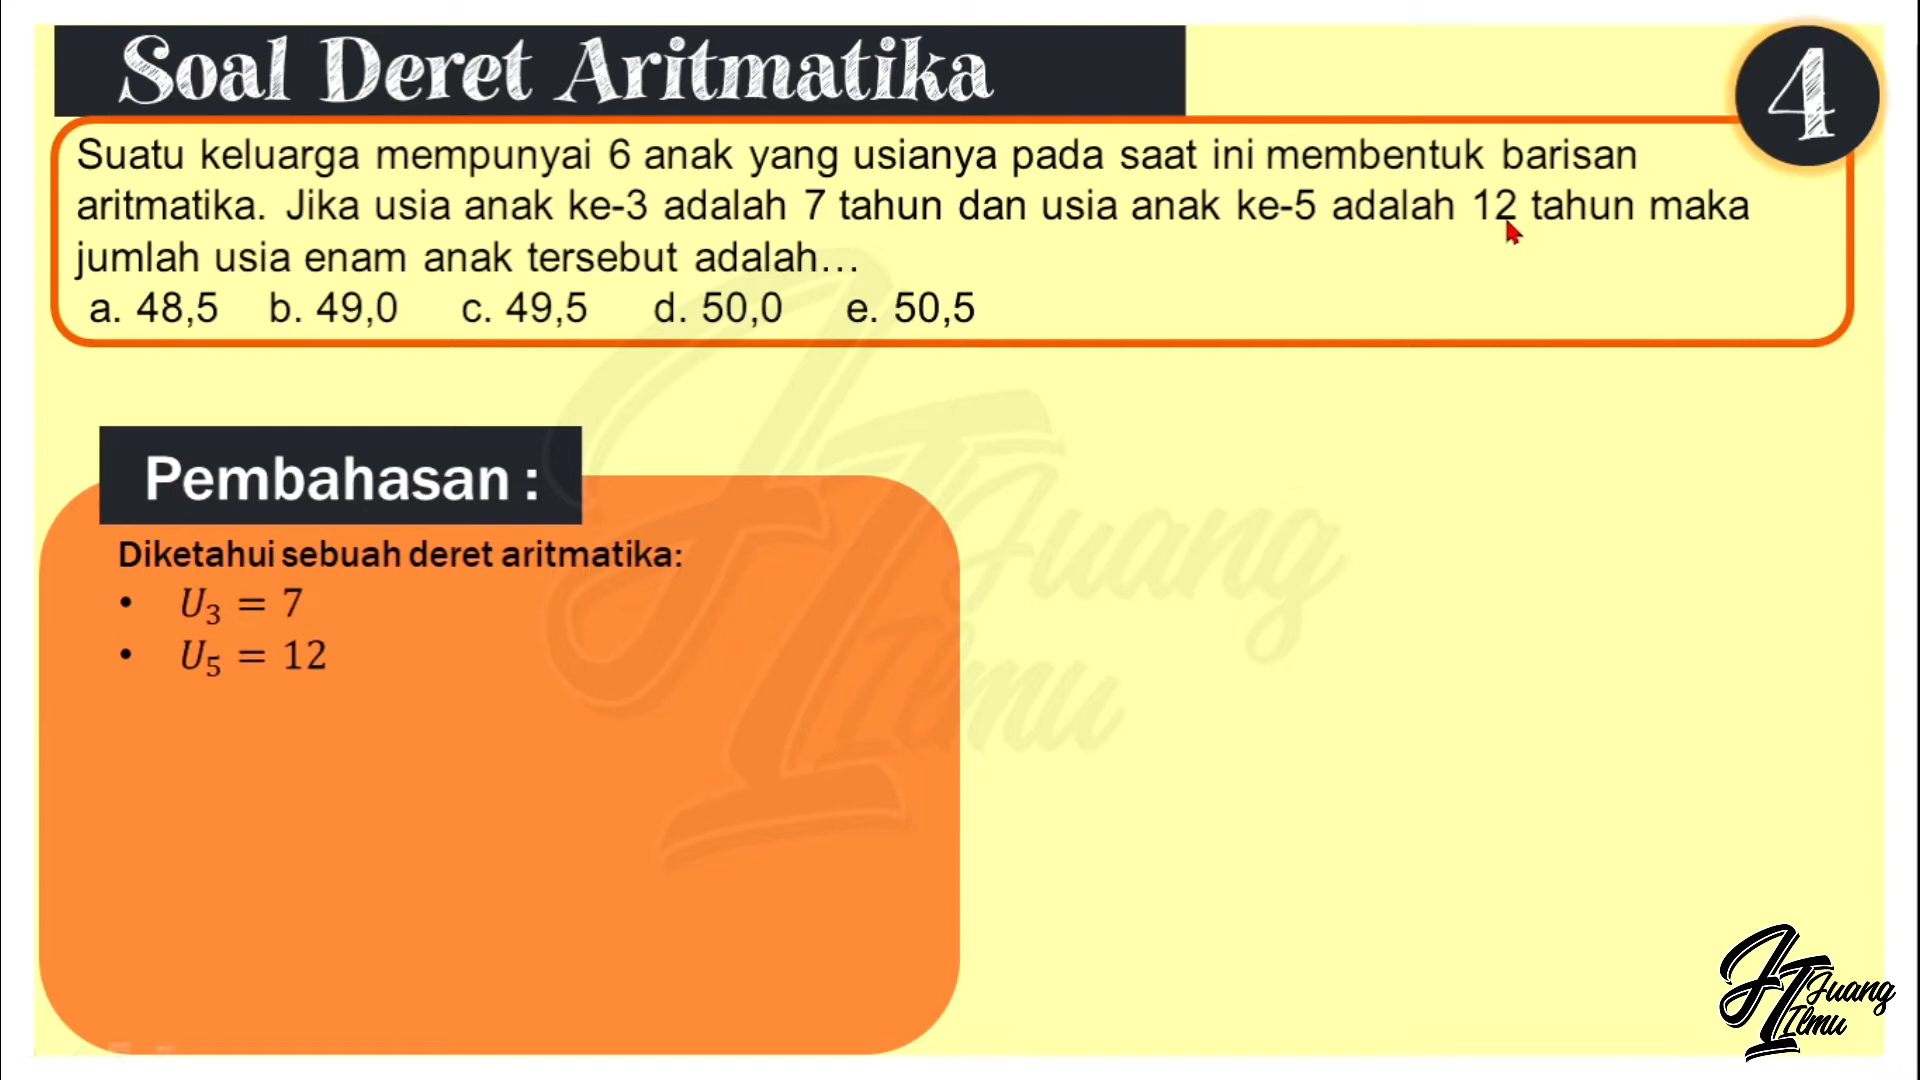 Soal Deret Aritmatika
4
Suatu keluarga mempunyai 6 anak yang usianya pada saat ini membentuk barisan
aritmatika. Jika usia anak ke-3 adalah 7 tahun dan usia anak ke-5 adalah 12 tahun maka
jumlah usia enam anak tersebut adalah...
a. 48,5 b. 49,0 c. 49,5 d. 50,0 e. 50,5
Pembahasan :
Diketahui sebuah deret aritmatika:
• U₃ = 7
• U₅ = 12
Juang
Ilmu
Juang
Ilmu